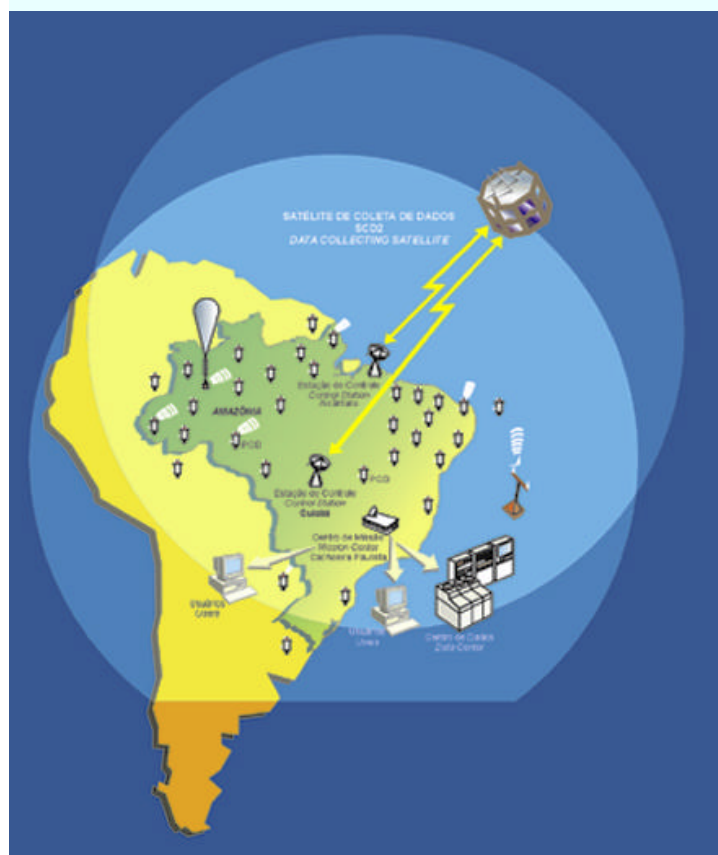 SATÉLITE DE COLETA DE DADOS
SCD2
DATA COLLECTING SATELLITE
Estação de Controle
Control Station
Alcântara
AMAZÔNIA
PCD
PCD
Estação de Controle
Control Station
Cuiabá
Centro de Missão
Mission Center
Cachoeira Paulista
Usuários
Users
Usuários
Users
Centro de Dados
Data Center